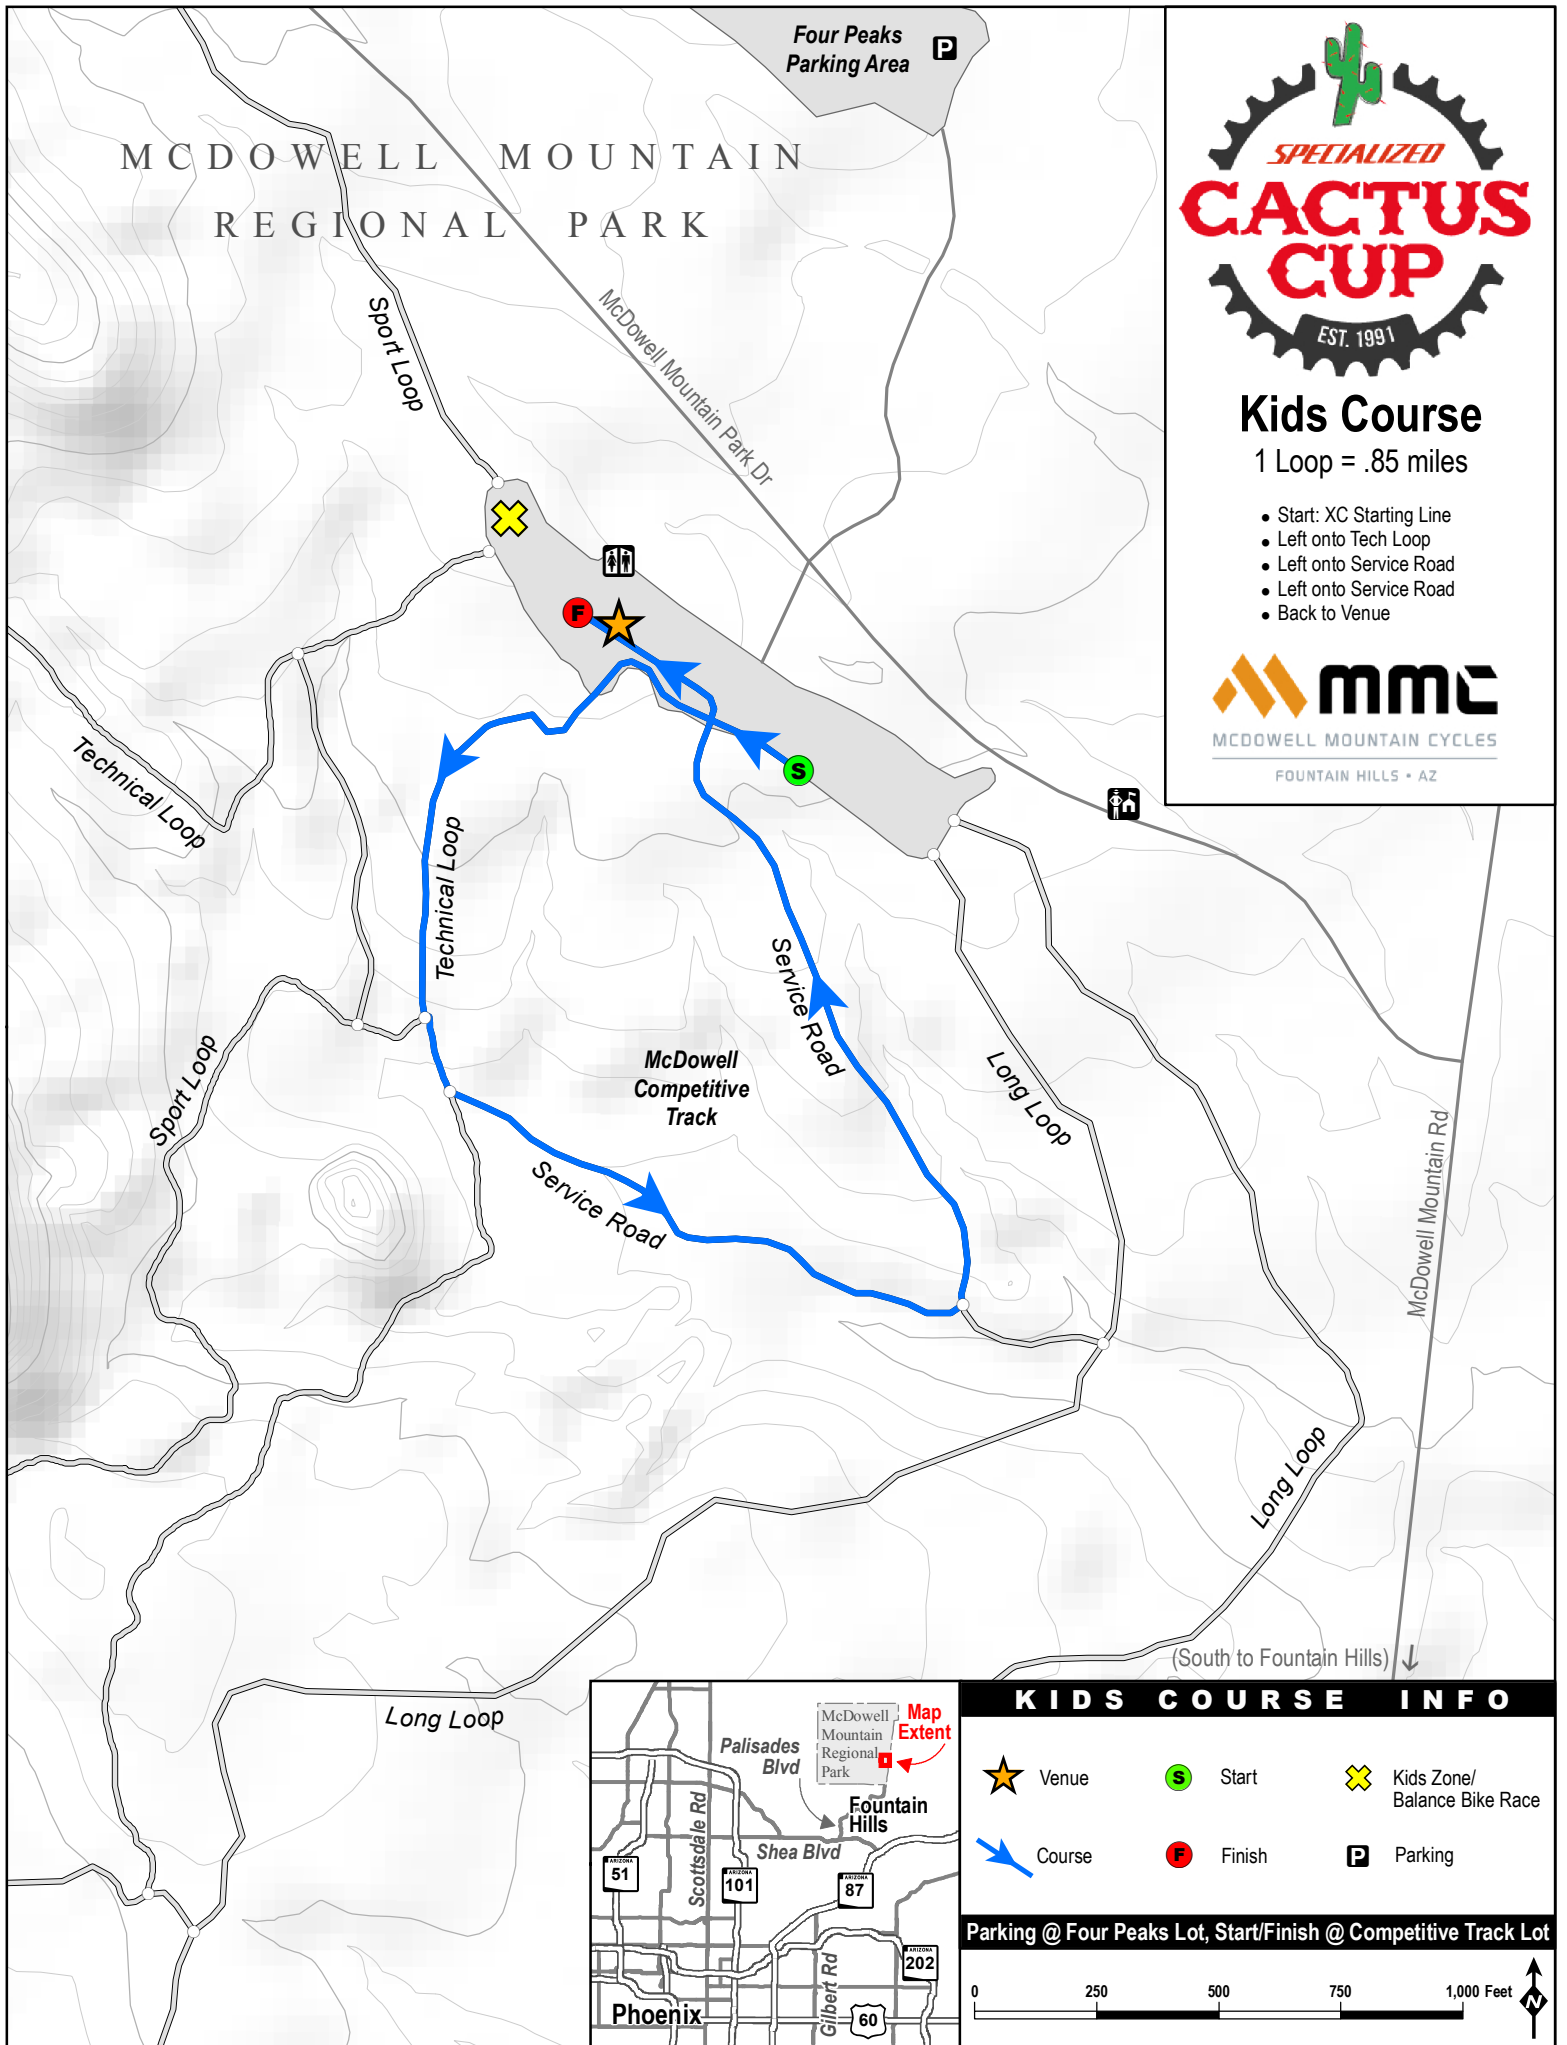 Four Peaks
Parking Area
P
MCDOWELL MOUNTAIN
REGIONAL PARK
Sport Loop
McDowell Mountain Park Dr
SPECIALIZED
CACTUS
CUP
EST. 1991
Kids Course
1 Loop = .85 miles
• Start: XC Starting Line
• Left onto Tech Loop
• Left onto Service Road
• Left onto Service Road
• Back to Venue
mmc
MCDOWELL MOUNTAIN CYCLES
FOUNTAIN HILLS • AZ
F
S
Technical Loop
Technical Loop
Service Road
Long Loop
McDowell
Competitive
Track
Sport Loop
Service Road
McDowell Mountain Rd
Long Loop
Long Loop
(South to Fountain Hills)
McDowell
Mountain
Regional
Park
Map
Extent
Palisades
Blvd
Fountain
Hills
Scottsdale Rd
Shea Blvd
ARIZONA
51
ARIZONA
101
ARIZONA
87
ARIZONA
202
Gilbert Rd
Phoenix
60
KIDS COURSE INFO
Venue
S
Start
Kids Zone/
Balance Bike Race
Course
F
Finish
P
Parking
Parking @ Four Peaks Lot, Start/Finish @ Competitive Track Lot
0 250 500 750 1,000 Feet
N